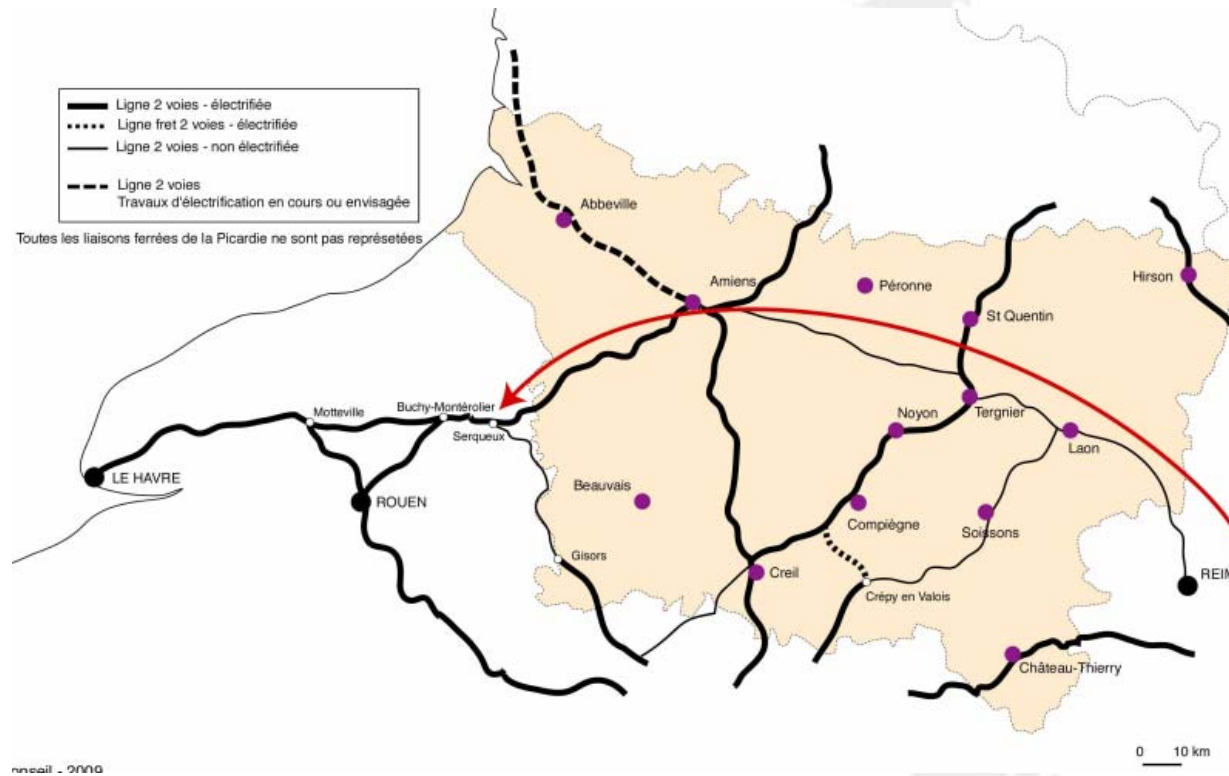 Ligne 2 voies - électrifiée
Ligne fret 2 voies - électrifiée
Ligne 2 voies - non électrifiée
Ligne 2 voies
Travaux d'électrification en cours ou envisagée
Toutes les liaisons ferrées de la Picardie ne sont pas représetées
Abbeville
Amiens
Péronne
Hirson
St Quentin
Motteville
Buchy-Montérolier
Serqueux
Noyon
Tergnier
Laon
LE HAVRE
ROUEN
Beauvais
Compiègne
Soissons
Gisors
Creil
Crépy en Valois
REIM
Château-Thierry
0 10 km
onseil - 2009